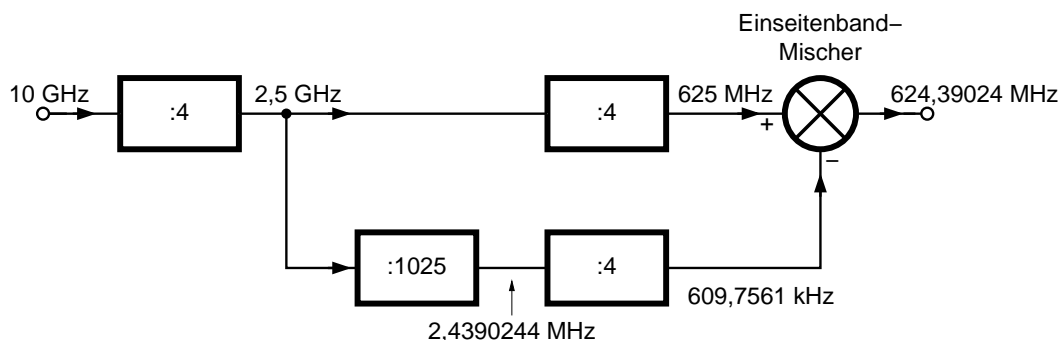 Einseitenband–
Mischer
10 GHz
:4
2,5 GHz
:4
625 MHz
+
–
624,39024 MHz
:1025
:4
609,7561 kHz
2,4390244 MHz